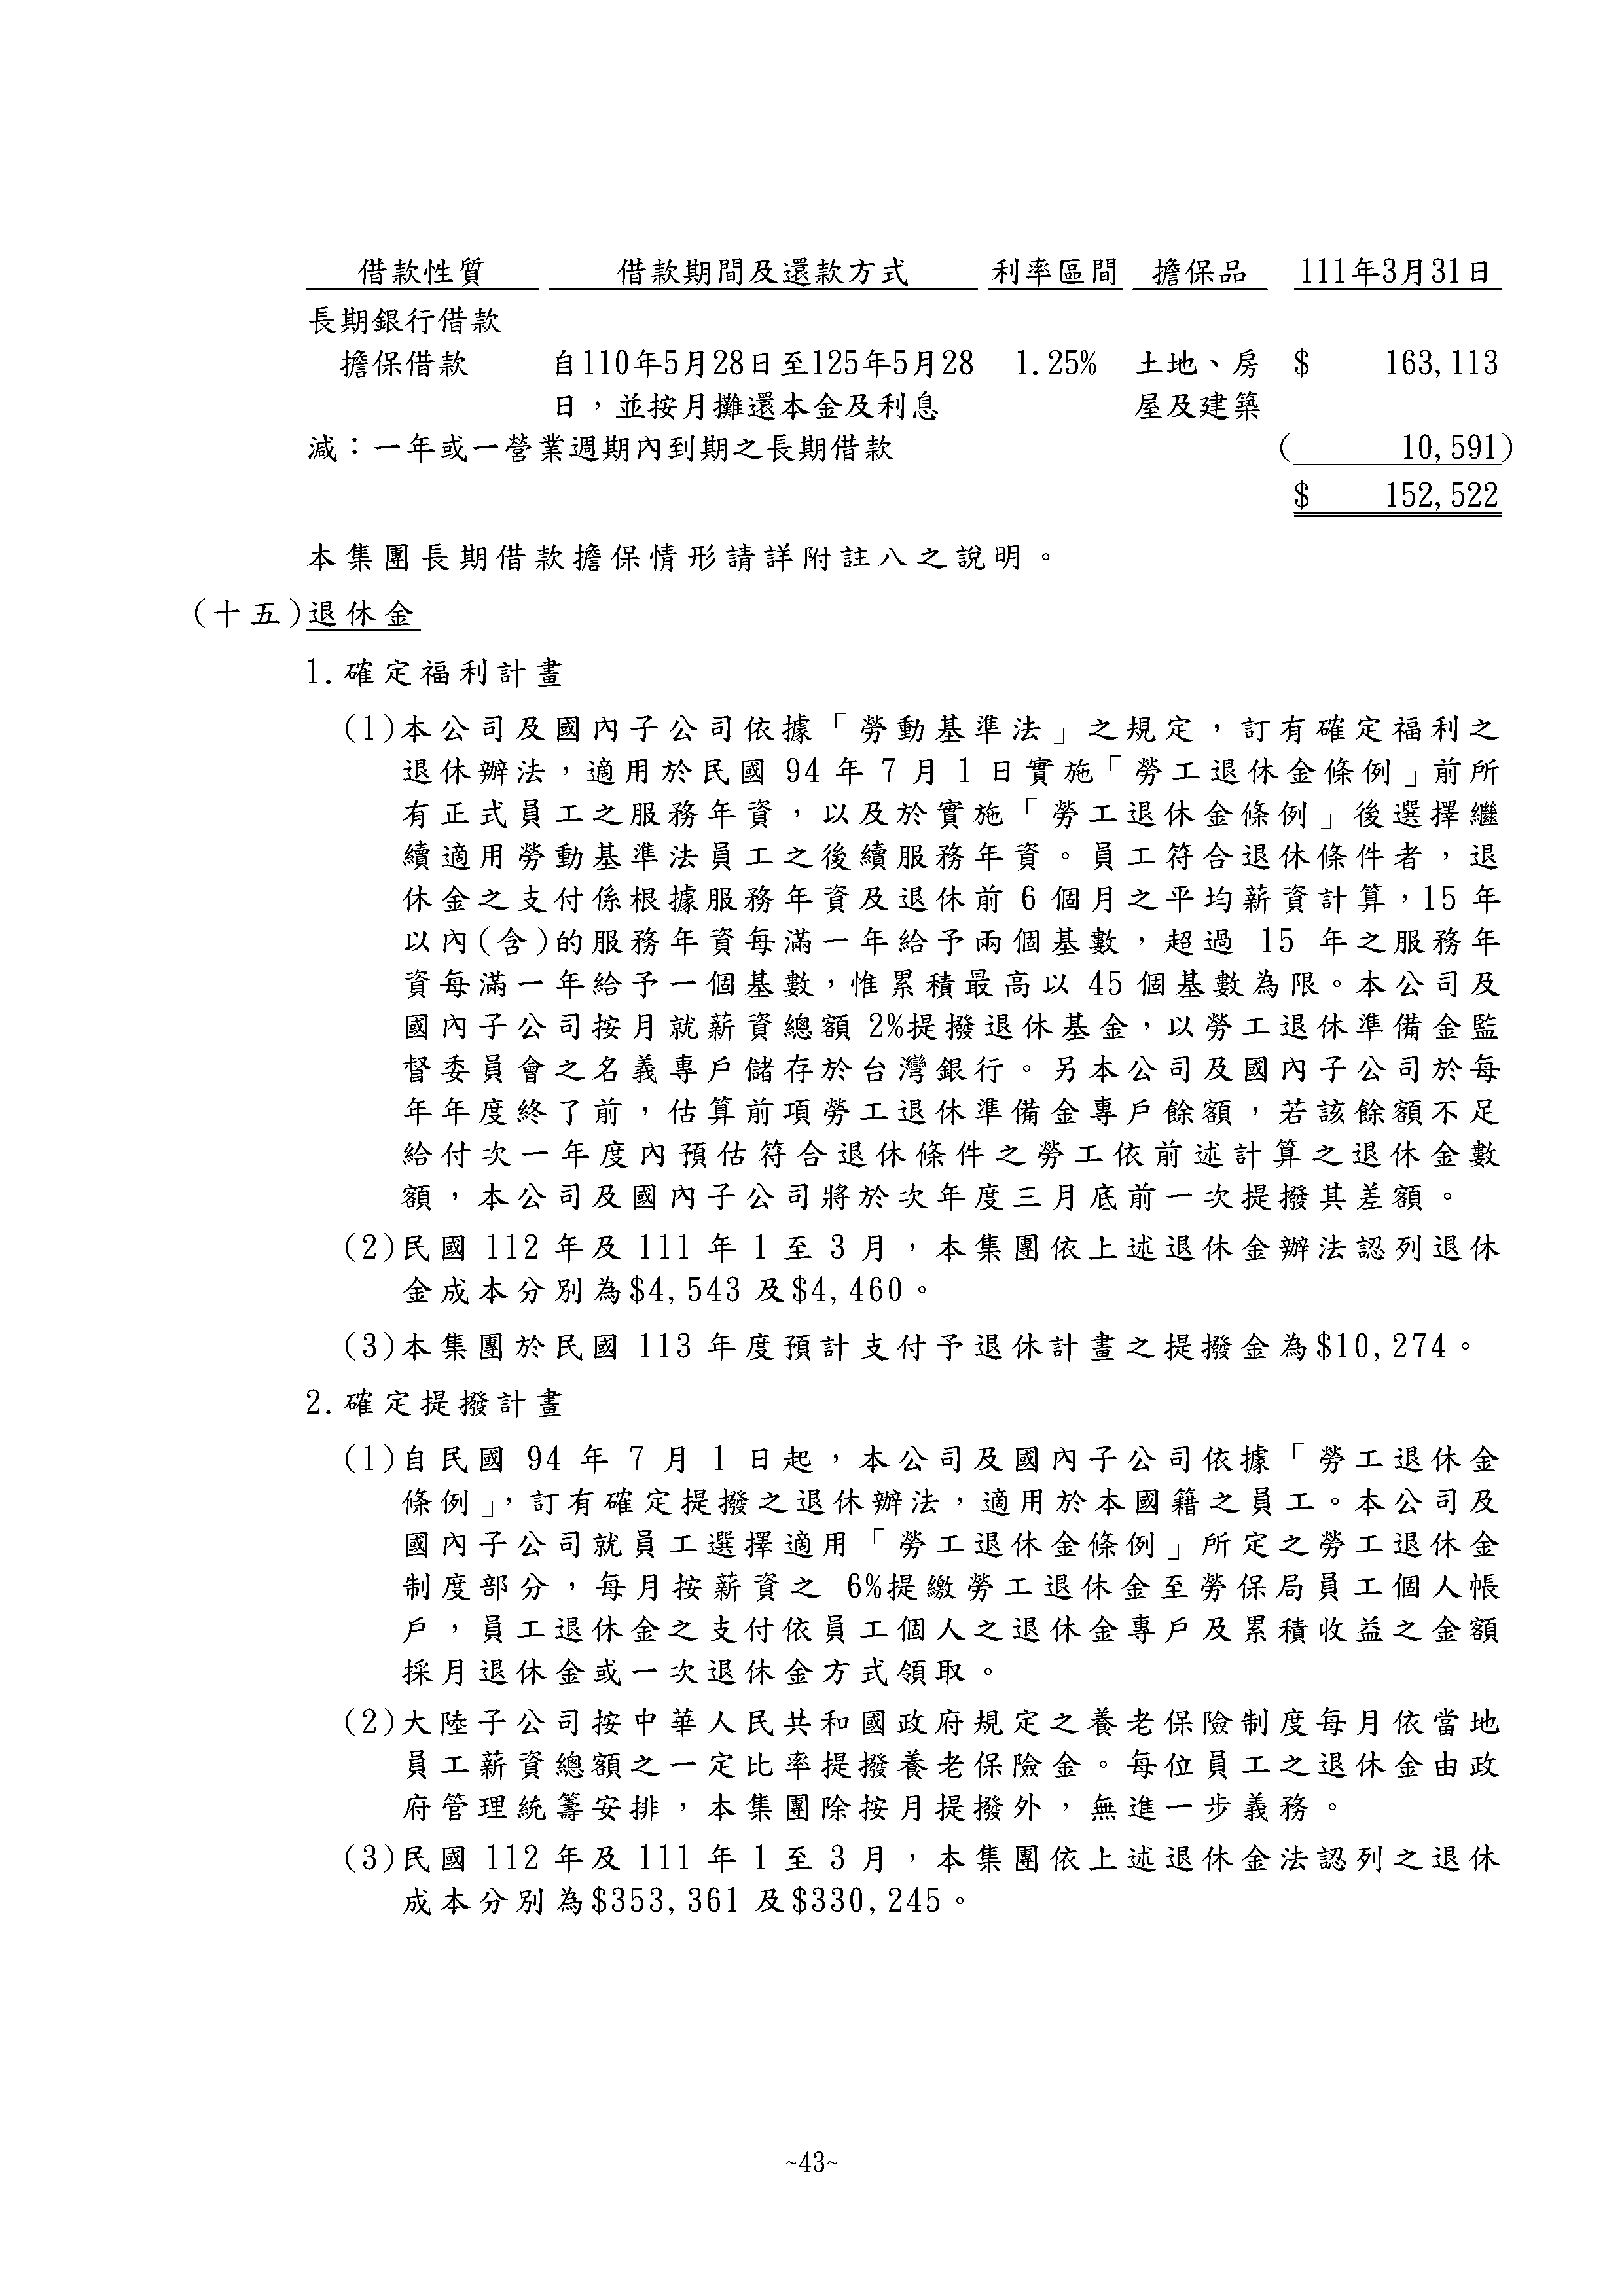 借款性質 借款期間及還款方式 利率區間 擔保品 111年3月31日
長期銀行借款
擔保借款 自110年5月28日至125年5月28 1.25% 土地、房 $ 163,113
日，並按月攤還本金及利息 屋及建築
減：一年或一營業週期內到期之長期借款 ( 10,591)
$ 152,522
本集團長期借款擔保情形請詳附註八之說明。
(十五)退休金
1.確定福利計畫
(1)本公司及國內子公司依據「勞動基準法」之規定，訂有確定福利之
退休辦法，適用於民國 94 年 7 月 1 日實施「勞工退休金條例」前所
有正式員工之服務年資，以及於實施「勞工退休金條例」後選擇繼
續適用勞動基準法員工之後續服務年資。員工符合退休條件者，退
休金之支付係根據服務年資及退休前 6 個月之平均薪資計算，15 年
以內(含)的服務年資每滿一年給予兩個基數，超過 15 年之服務年
資每滿一年給予一個基數，惟累積最高以 45 個基數為限。本公司及
國內子公司按月就薪資總額 2%提撥退休基金，以勞工退休準備金監
督委員會之名義專戶儲存於台灣銀行。另本公司及國內子公司於每
年年度終了前，估算前項勞工退休準備金專戶餘額，若該餘額不足
給付次一年度內預估符合退休條件之勞工依前述計算之退休金數
額，本公司及國內子公司將於次年度三月底前一次提撥其差額。
(2)民國 112 年及 111 年 1 至 3 月，本集團依上述退休金辦法認列退休
金成本分別為$4,543 及$4,460。
(3)本集團於民國 113 年度預計支付予退休計畫之提撥金為$10,274。
2.確定提撥計畫
(1)自民國 94 年 7 月 1 日起，本公司及國內子公司依據「勞工退休金
條例」，訂有確定提撥之退休辦法，適用於本國籍之員工。本公司及
國內子公司就員工選擇適用「勞工退休金條例」所定之勞工退休金
制度部分，每月按薪資之 6%提繳勞工退休金至勞保局員工個人帳
戶，員工退休金之支付依員工個人之退休金專戶及累積收益之金額
採月退休金或一次退休金方式領取。
(2)大陸子公司按中華人民共和國政府規定之養老保險制度每月依當地
員工薪資總額之一定比率提撥養老保險金。每位員工之退休金由政
府管理統籌安排，本集團除按月提撥外，無進一步義務。
(3)民國 112 年及 111 年 1 至 3 月，本集團依上述退休金法認列之退休
成本分別為$353,361 及$330,245。
~43~